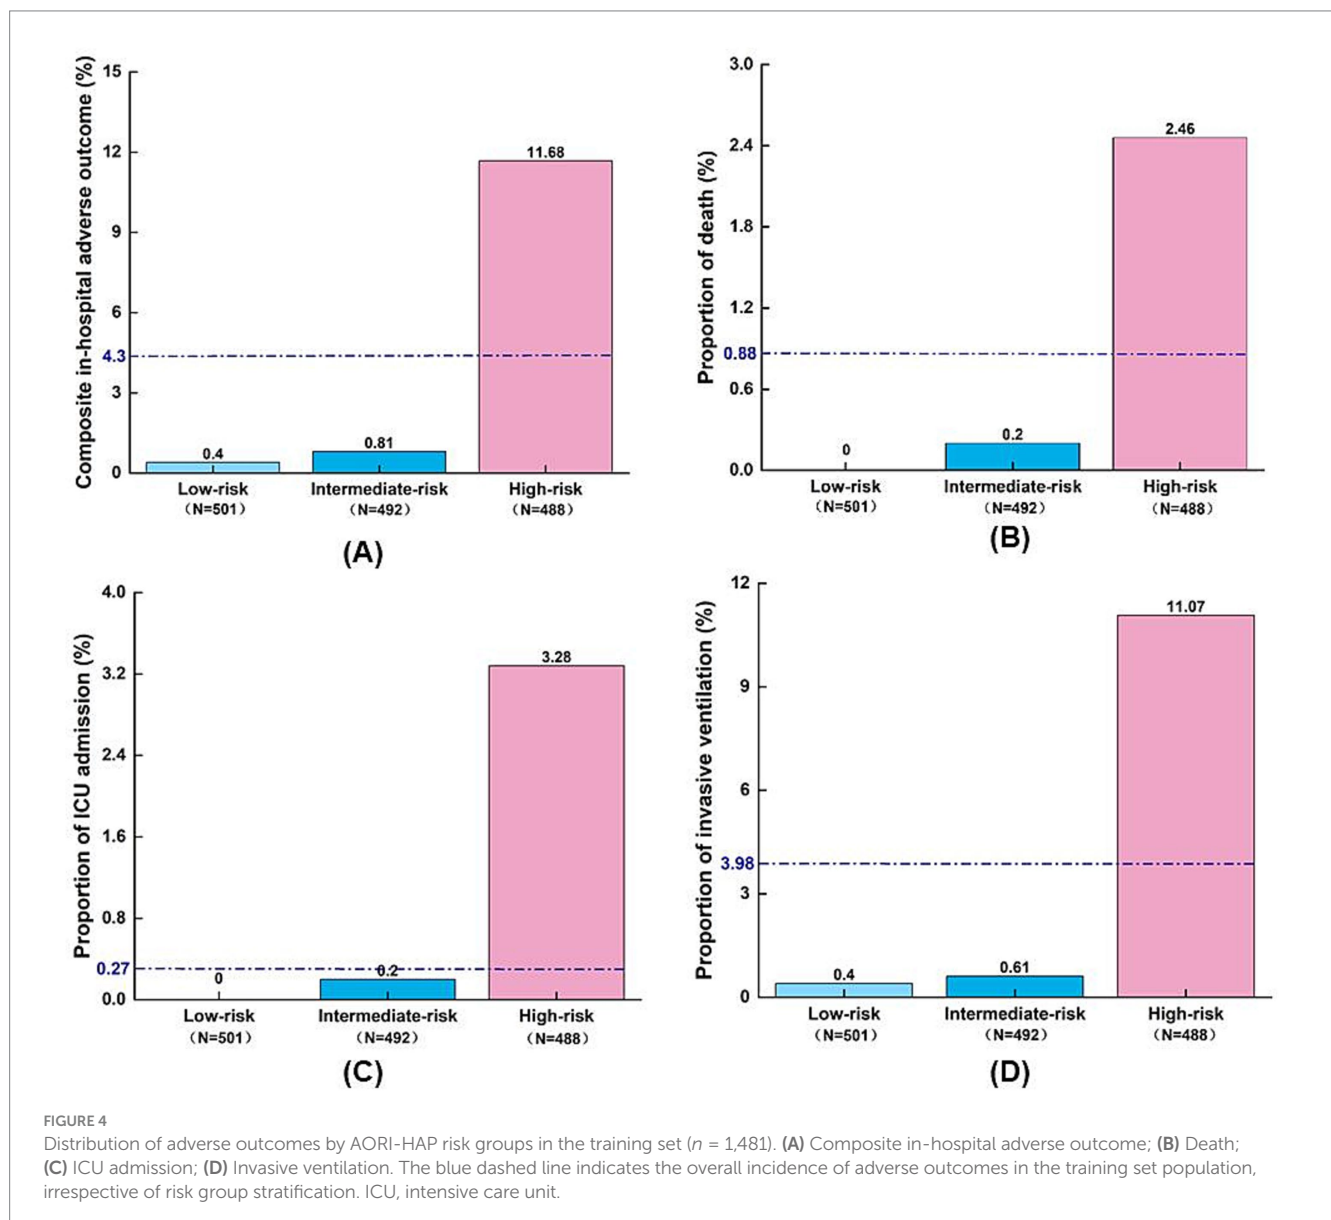 Composite in-hospital adverse outcome (%)
15
12
9
6
4.3
3
0
0.4
0.81
11.68
Low-risk
（N=501）
Intermediate-risk
（N=492）
High-risk
（N=488）
(A)
Proportion of death (%)
3.0
2.4
1.8
1.2
0.88
0.6
0.0
0
0.2
2.46
Low-risk
（N=501）
Intermediate-risk
（N=492）
High-risk
（N=488）
(B)
Proportion of ICU admission (%)
4.0
3.2
2.4
1.6
0.8
0.27
0.0
0
0.2
3.28
Low-risk
（N=501）
Intermediate-risk
（N=492）
High-risk
（N=488）
(C)
Proportion of invasive ventilation (%)
12
9
6
3.98
3
0
0.4
0.61
11.07
Low-risk
（N=501）
Intermediate-risk
（N=492）
High-risk
（N=488）
(D)
FIGURE 4
Distribution of adverse outcomes by AORI-HAP risk groups in the training set (n = 1,481). (A) Composite in-hospital adverse outcome; (B) Death;
(C) ICU admission; (D) Invasive ventilation. The blue dashed line indicates the overall incidence of adverse outcomes in the training set population,
irrespective of risk group stratification. ICU, intensive care unit.